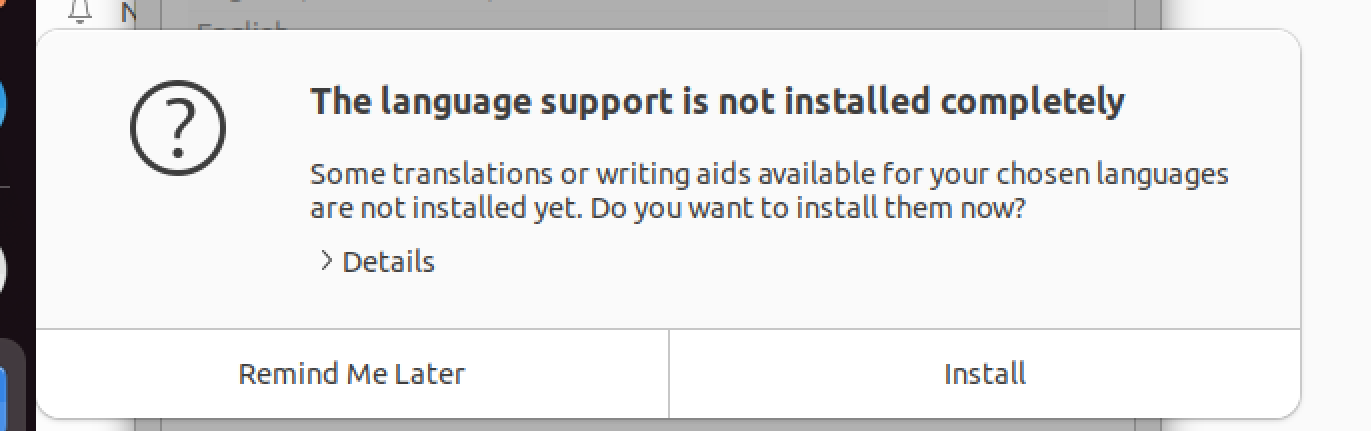 The language support is not installed completely
Some translations or writing aids available for your chosen languages
are not installed yet. Do you want to install them now?
Details
Remind Me Later
Install